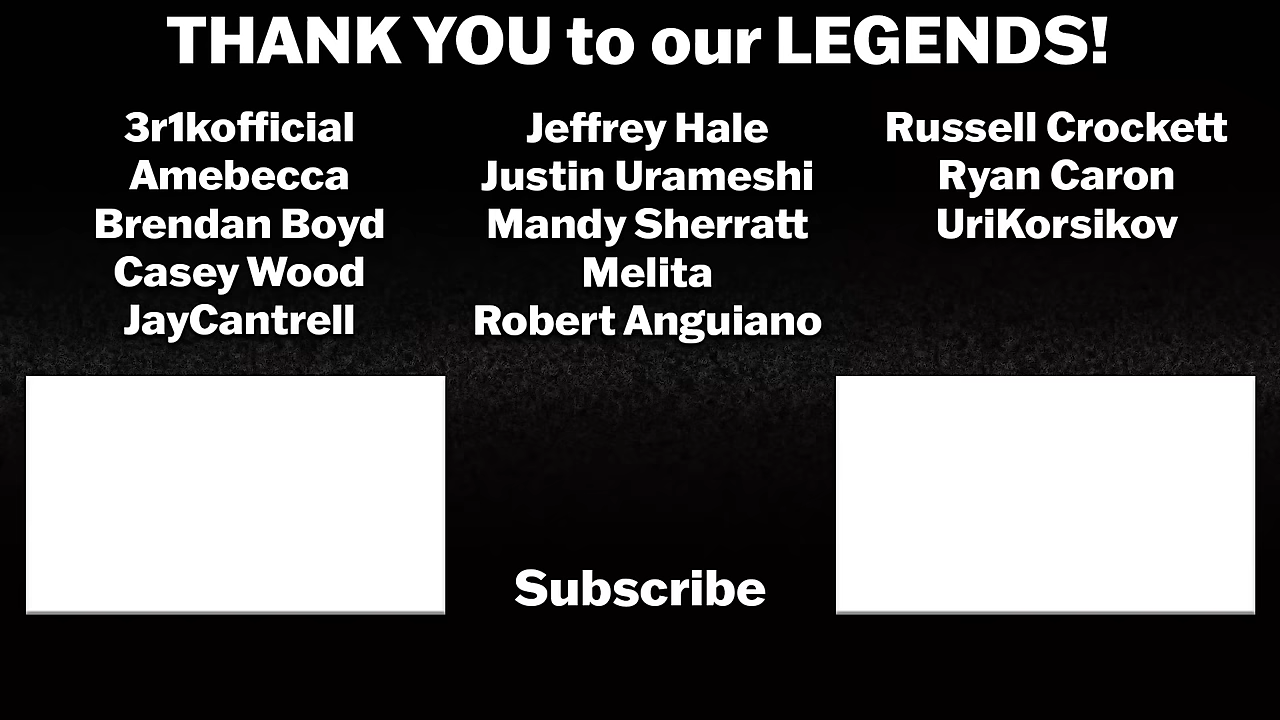 THANK YOU to our LEGENDS!
3r1kofficial
Amebecca
Brendan Boyd
Casey Wood
JayCantrell
Jeffrey Hale
Justin Urameshi
Mandy Sherratt
Melita
Robert Anguiano
Russell Crockett
Ryan Caron
UriKorsikov
Subscribe